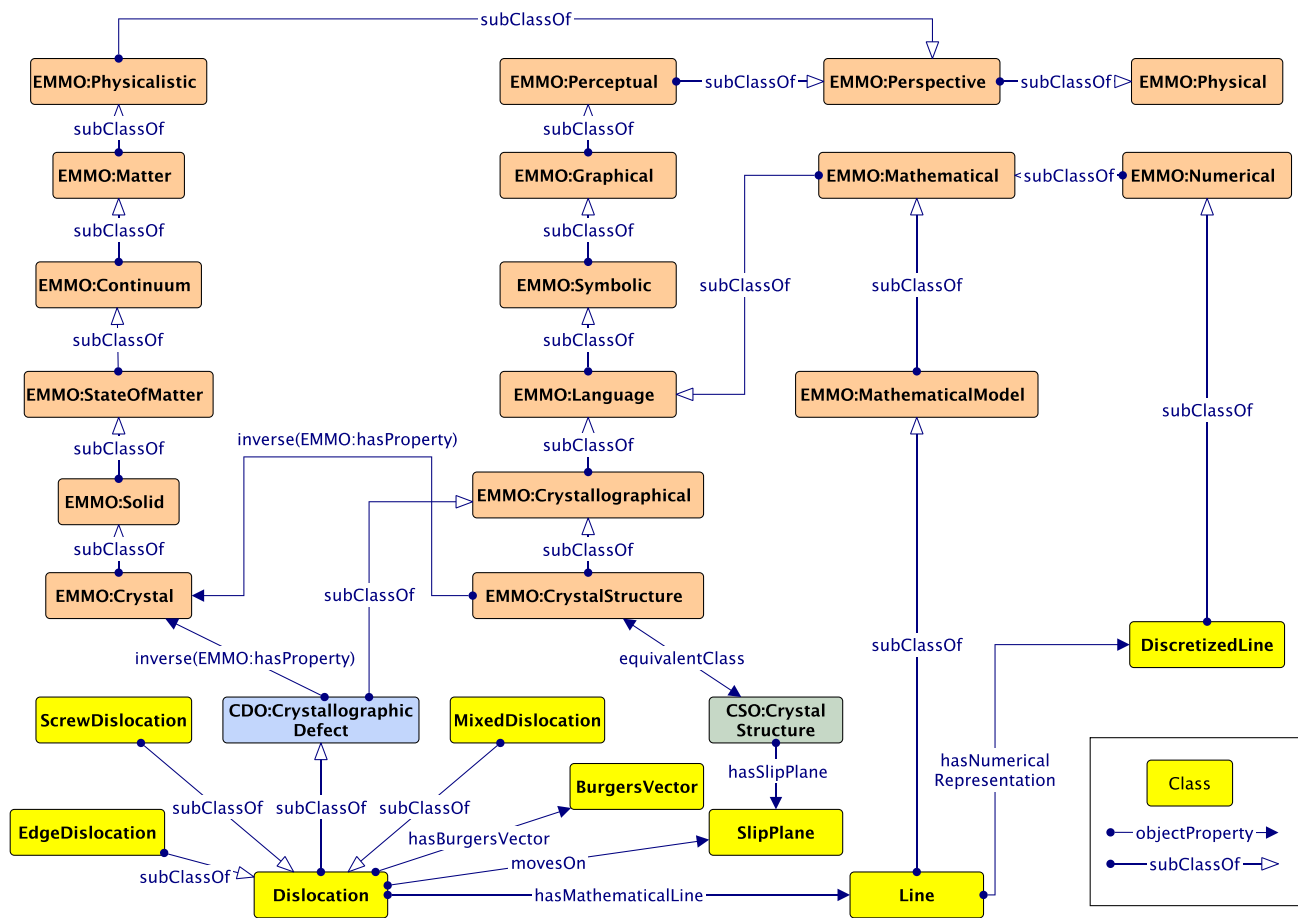 subClassOf
EMMO:Physicalistic
EMMO:Perceptual
subClassOf
EMMO:Perspective
subClassOf
EMMO:Physical
subClassOf
subClassOf
EMMO:Matter
EMMO:Graphical
EMMO:Mathematical
subClassOf
EMMO:Numerical
subClassOf
subClassOf
EMMO:Continuum
EMMO:Symbolic
subClassOf
subClassOf
subClassOf
subClassOf
EMMO:StateOfMatter
EMMO:Language
EMMO:MathematicalModel
subClassOf
inverse(EMMO:hasProperty)
subClassOf
subClassOf
EMMO:Solid
EMMO:Crystallographical
subClassOf
subClassOf
EMMO:Crystal
subClassOf
EMMO:CrystalStructure
inverse(EMMO:hasProperty)
equivalentClass
subClassOf
DiscretizedLine
ScrewDislocation
CDO:Crystallographic
Defect
MixedDislocation
CSO:Crystal
Structure
hasSlipPlane
hasNumerical
Representation
Class
BurgersVector
subClassOf
subClassOf
subClassOf
EdgeDislocation
hasBurgersVector
SlipPlane
objectProperty
movesOn
subClassOf
subClassOf
Dislocation
hasMathematicalLine
Line